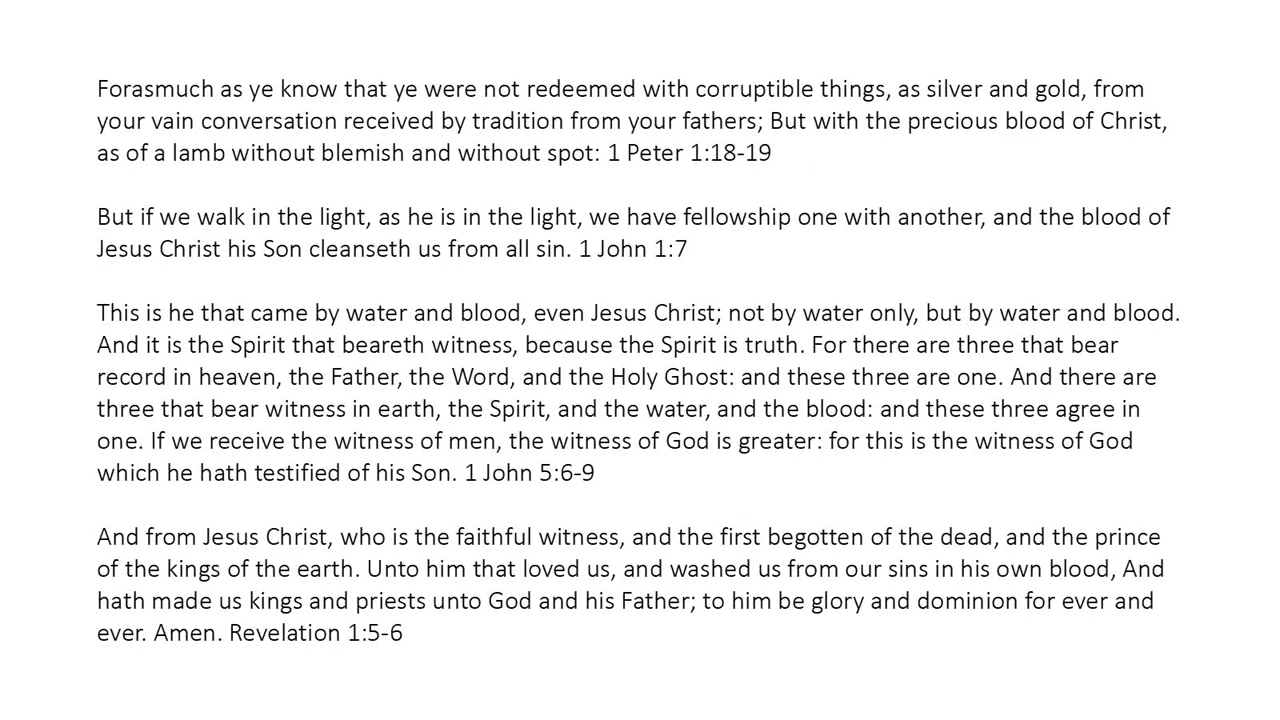 Forasmuch as ye know that ye were not redeemed with corruptible things, as silver and gold, from
your vain conversation received by tradition from your fathers; But with the precious blood of Christ,
as of a lamb without blemish and without spot: 1 Peter 1:18-19
But if we walk in the light, as he is in the light, we have fellowship one with another, and the blood of
Jesus Christ his Son cleanseth us from all sin. 1 John 1:7
This is he that came by water and blood, even Jesus Christ; not by water only, but by water and blood.
And it is the Spirit that beareth witness, because the Spirit is truth. For there are three that bear
record in heaven, the Father, the Word, and the Holy Ghost: and these three are one. And there are
three that bear witness in earth, the Spirit, and the water, and the blood: and these three agree in
one. If we receive the witness of men, the witness of God is greater: for this is the witness of God
which he hath testified of his Son. 1 John 5:6-9
And from Jesus Christ, who is the faithful witness, and the first begotten of the dead, and the prince
of the kings of the earth. Unto him that loved us, and washed us from our sins in his own blood, And
hath made us kings and priests unto God and his Father; to him be glory and dominion for ever and
ever. Amen. Revelation 1:5-6